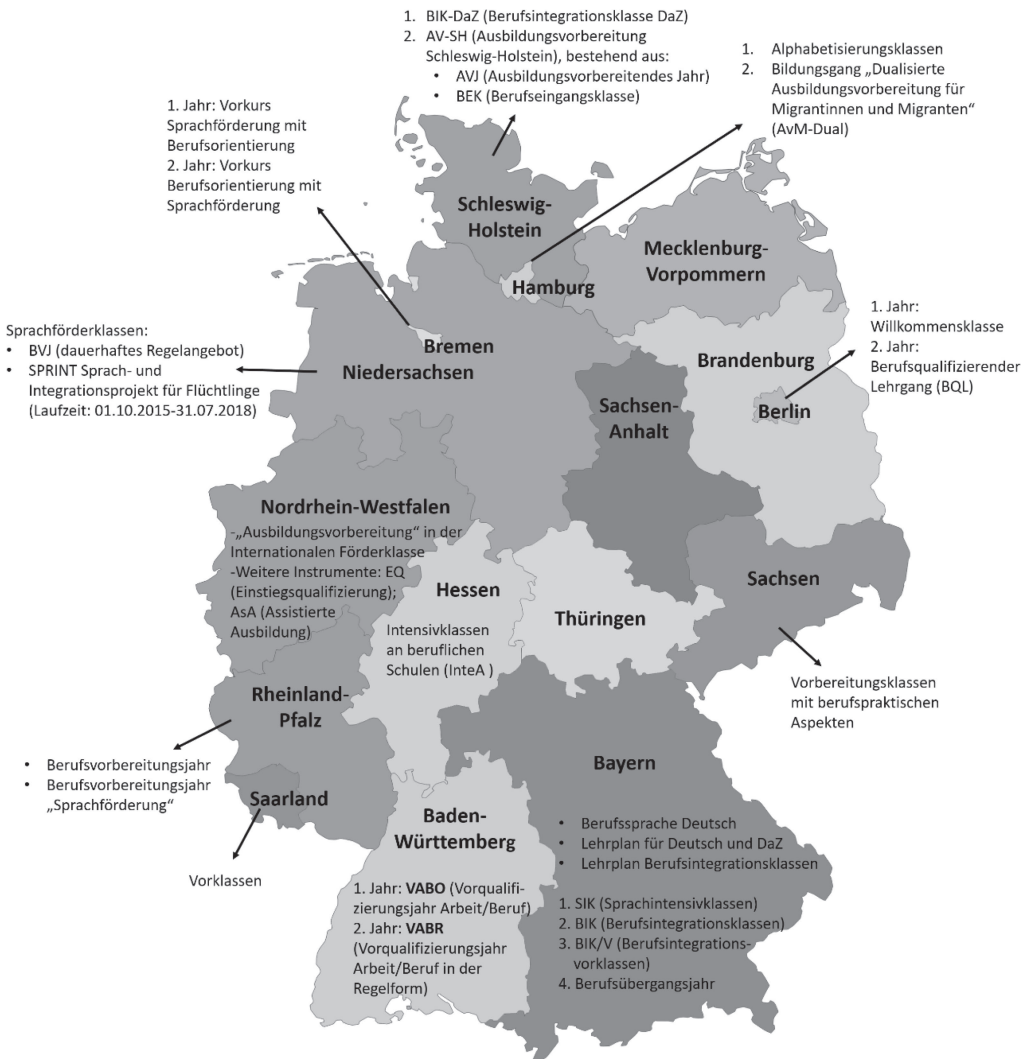 1. BIK-DaZ (Berufsintegrationsklasse DaZ)
2. AV-SH (Ausbildungsvorbereitung
Schleswig-Holstein), bestehend aus:
• AVJ (Ausbildungsvorbereitendes Jahr)
• BEK (Berufseingangsklasse)
1. Alphabetisierungsklassen
2. Bildungsgang „Dualisierte
Ausbildungsvorbereitung für
Migrantinnen und Migranten“
(AvM-Dual)
1. Jahr: Vorkurs
Sprachförderung mit
Berufsorientierung
2. Jahr: Vorkurs
Berufsorientierung mit
Sprachförderung
Schleswig-
Holstein
Mecklenburg-
Vorpommern
Hamburg
Sprachförderklassen:
• BVJ (dauerhaftes Regelangebot)
• SPRINT Sprach- und
Integrationsprojekt für Flüchtlinge
(Laufzeit: 01.10.2015-31.07.2018)
Bremen
Niedersachsen
1. Jahr:
Willkommensklasse
2. Jahr:
Berufsqualifizierender
Lehrgang (BQL)
Brandenburg
Berlin
Sachsen-
Anhalt
Nordrhein-Westfalen
-„Ausbildungsvorbereitung“ in der
Internationalen Förderklasse
-Weitere Instrumente: EQ
(Einstiegsqualifizierung);
AsA (Assistierte
Ausbildung)
Hessen
Intensivklassen
an beruflichen
Schulen (InteA )
Thüringen
Sachsen
Vorbereitungsklassen
mit berufspraktischen
Aspekten
Rheinland-
Pfalz
• Berufsvorbereitungsjahr
• Berufsvorbereitungsjahr
„Sprachförderung“
Saarland
Vorklassen
Baden-
Württemberg
1. Jahr: VABO (Vorqualifi-
zierungsjahr Arbeit/Beruf)
2. Jahr: VABR
(Vorqualifizierungsjahr
Arbeit/Beruf in der
Regelform)
Bayern
• Berufssprache Deutsch
• Lehrplan für Deutsch und DaZ
• Lehrplan Berufsintegrationsklassen
1. SIK (Sprachintensivklassen)
2. BIK (Berufsintegrationsklassen)
3. BIK/V (Berufsintegrations-
vorklassen)
4. Berufsübergangsjahr